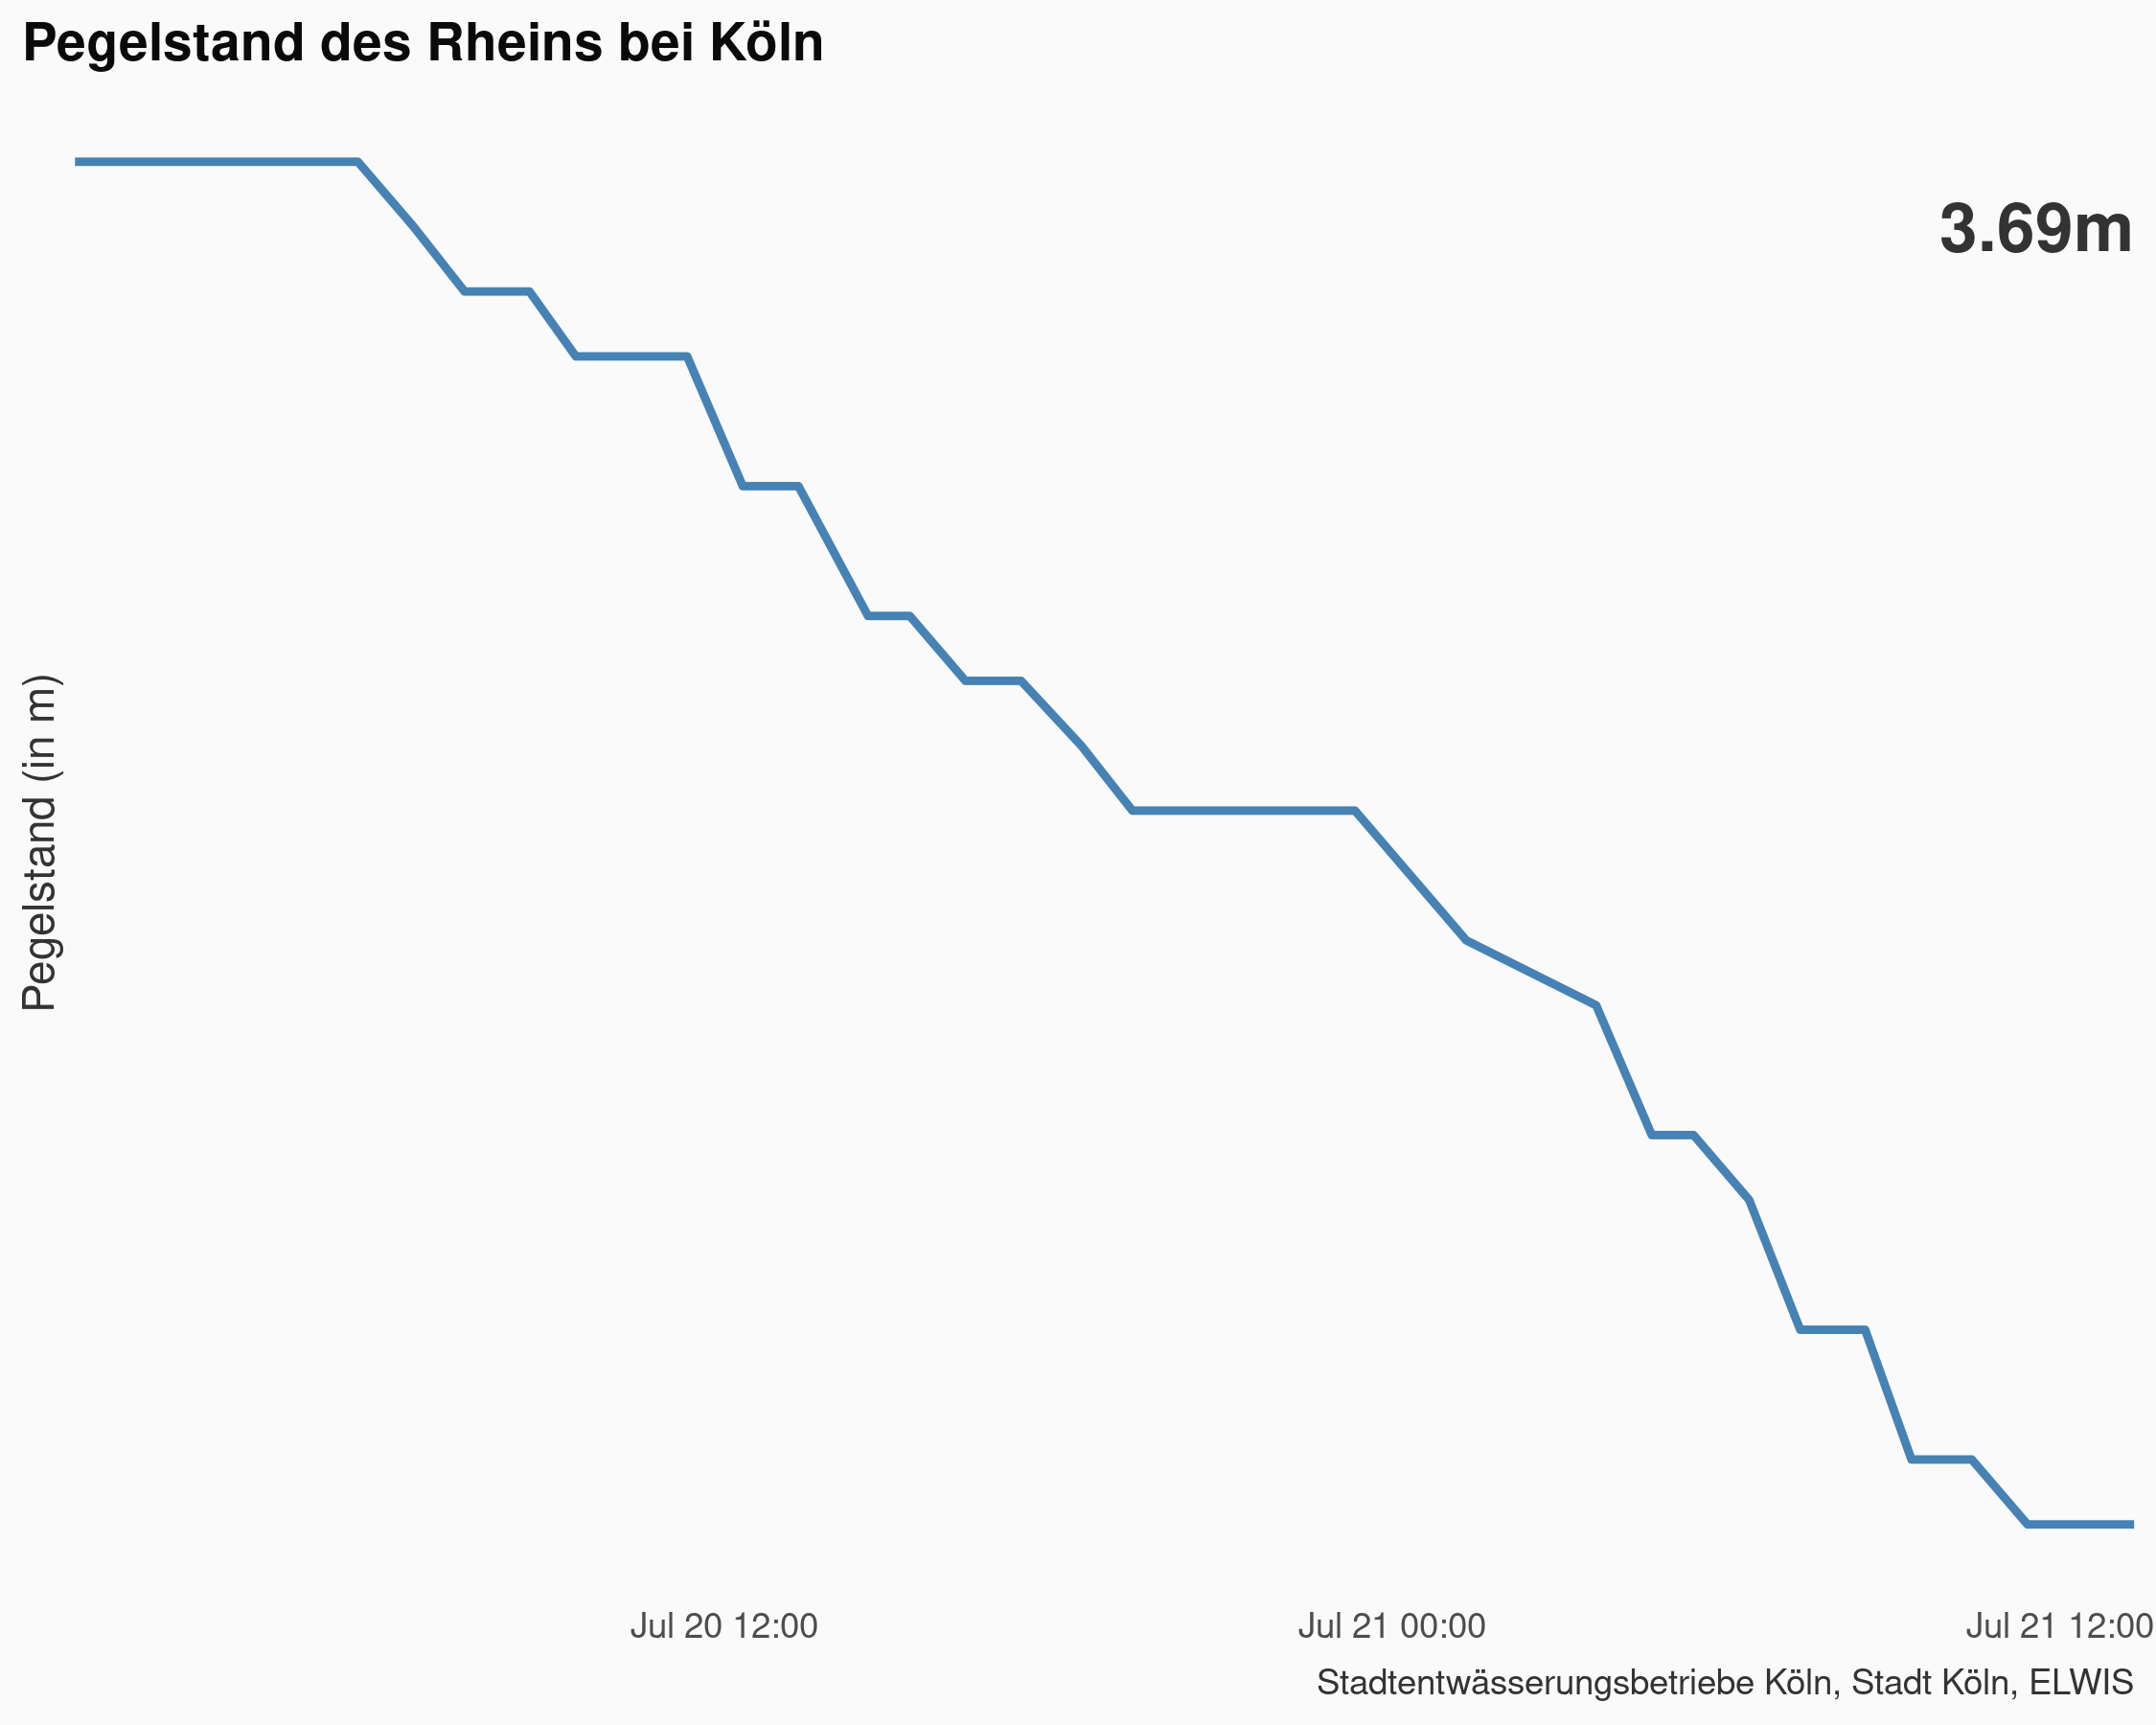 Pegelstand des Rheins bei Köln
3.69m
Pegelstand (in m)
Jul 20 12:00
Jul 21 00:00
Jul 21 12:00
Stadtentwässerungsbetriebe Köln, Stadt Köln, ELWIS